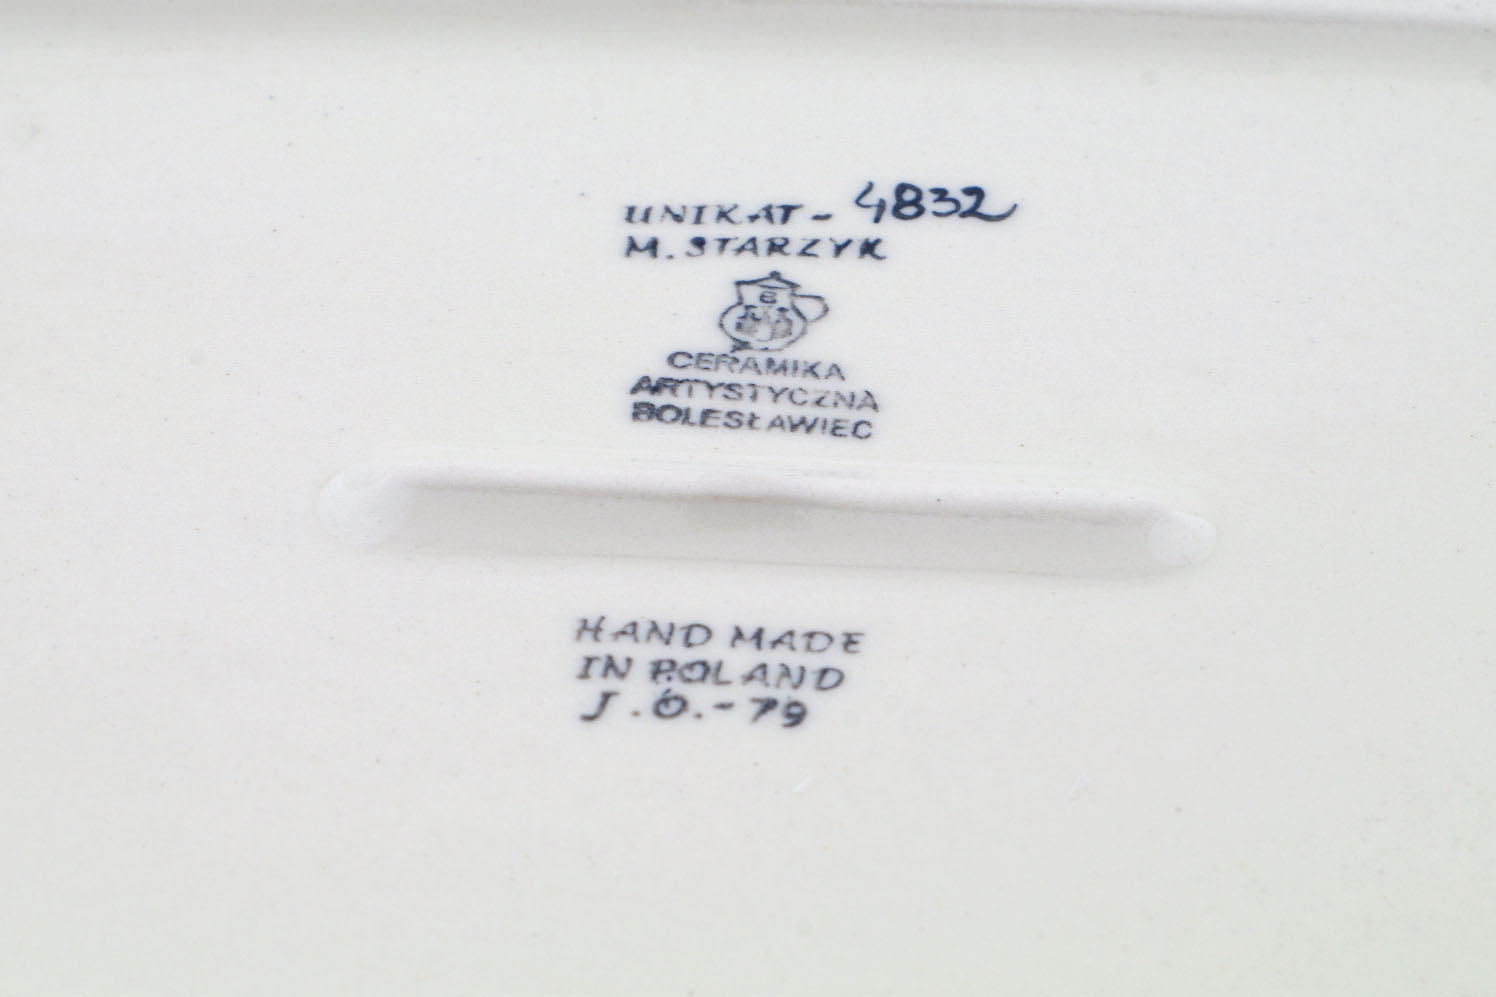 UNIKAT - 4832
M. STARZYK
B
CERAMIKA
ARTYSTYCZNA
BOLESŁAWIEC
HAND MADE
IN POLAND
J.O.-79